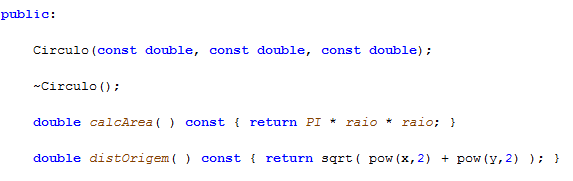 public:
Circulo(const double, const double, const double);
~Circulo();
double calcArea( ) const { return PI * raio * raio; }
double distOrigem( ) const { return sqrt( pow(x,2) + pow(y,2) ); }